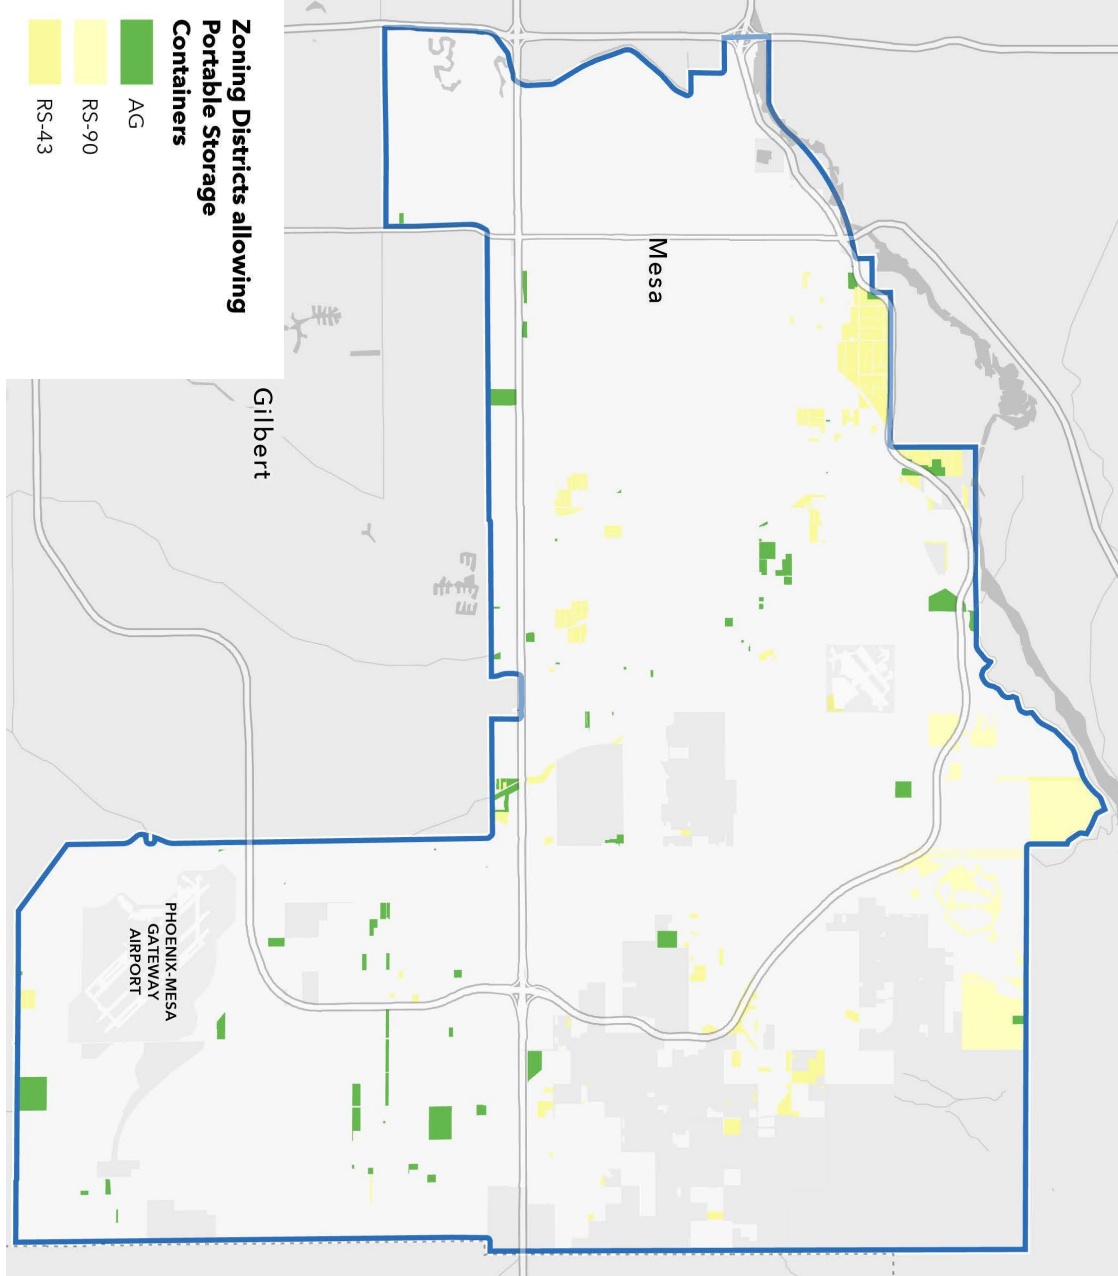 Zoning Districts allowing
Portable Storage
Containers
AG
RS-90
RS-43
Mesa
Gilbert
PHOENIX-MESA
GATEWAY
AIRPORT